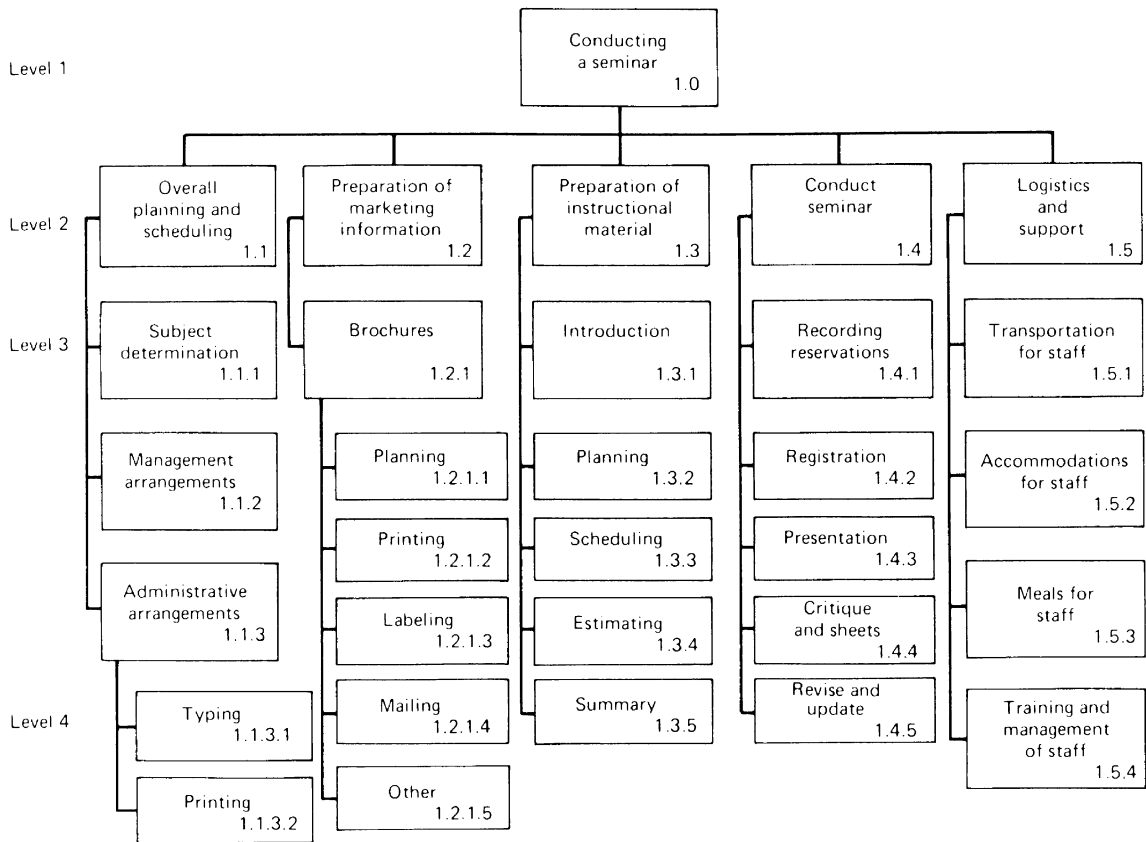 Level 1
Conducting
a seminar
1.0
Level 2
Overall
planning and
scheduling
1.1
Preparation of
marketing
information
1.2
Preparation of
instructional
material
1.3
Conduct
seminar
1.4
Logistics
and
support
1.5
Level 3
Subject
determination
1.1.1
Brochures
1.2.1
Introduction
1.3.1
Recording
reservations
1.4.1
Transportation
for staff
1.5.1
Management
arrangements
1.1.2
Planning
1.2.1.1
Planning
1.3.2
Registration
1.4.2
Accommodations
for staff
1.5.2
Printing
1.2.1.2
Scheduling
1.3.3
Presentation
1.4.3
Administrative
arrangements
1.1.3
Labeling
1.2.1.3
Estimating
1.3.4
Critique
and sheets
1.4.4
Meals for
staff
1.5.3
Level 4
Typing
1.1.3.1
Mailing
1.2.1.4
Summary
1.3.5
Revise and
update
1.4.5
Training and
management
of staff
1.5.4
Printing
1.1.3.2
Other
1.2.1.5